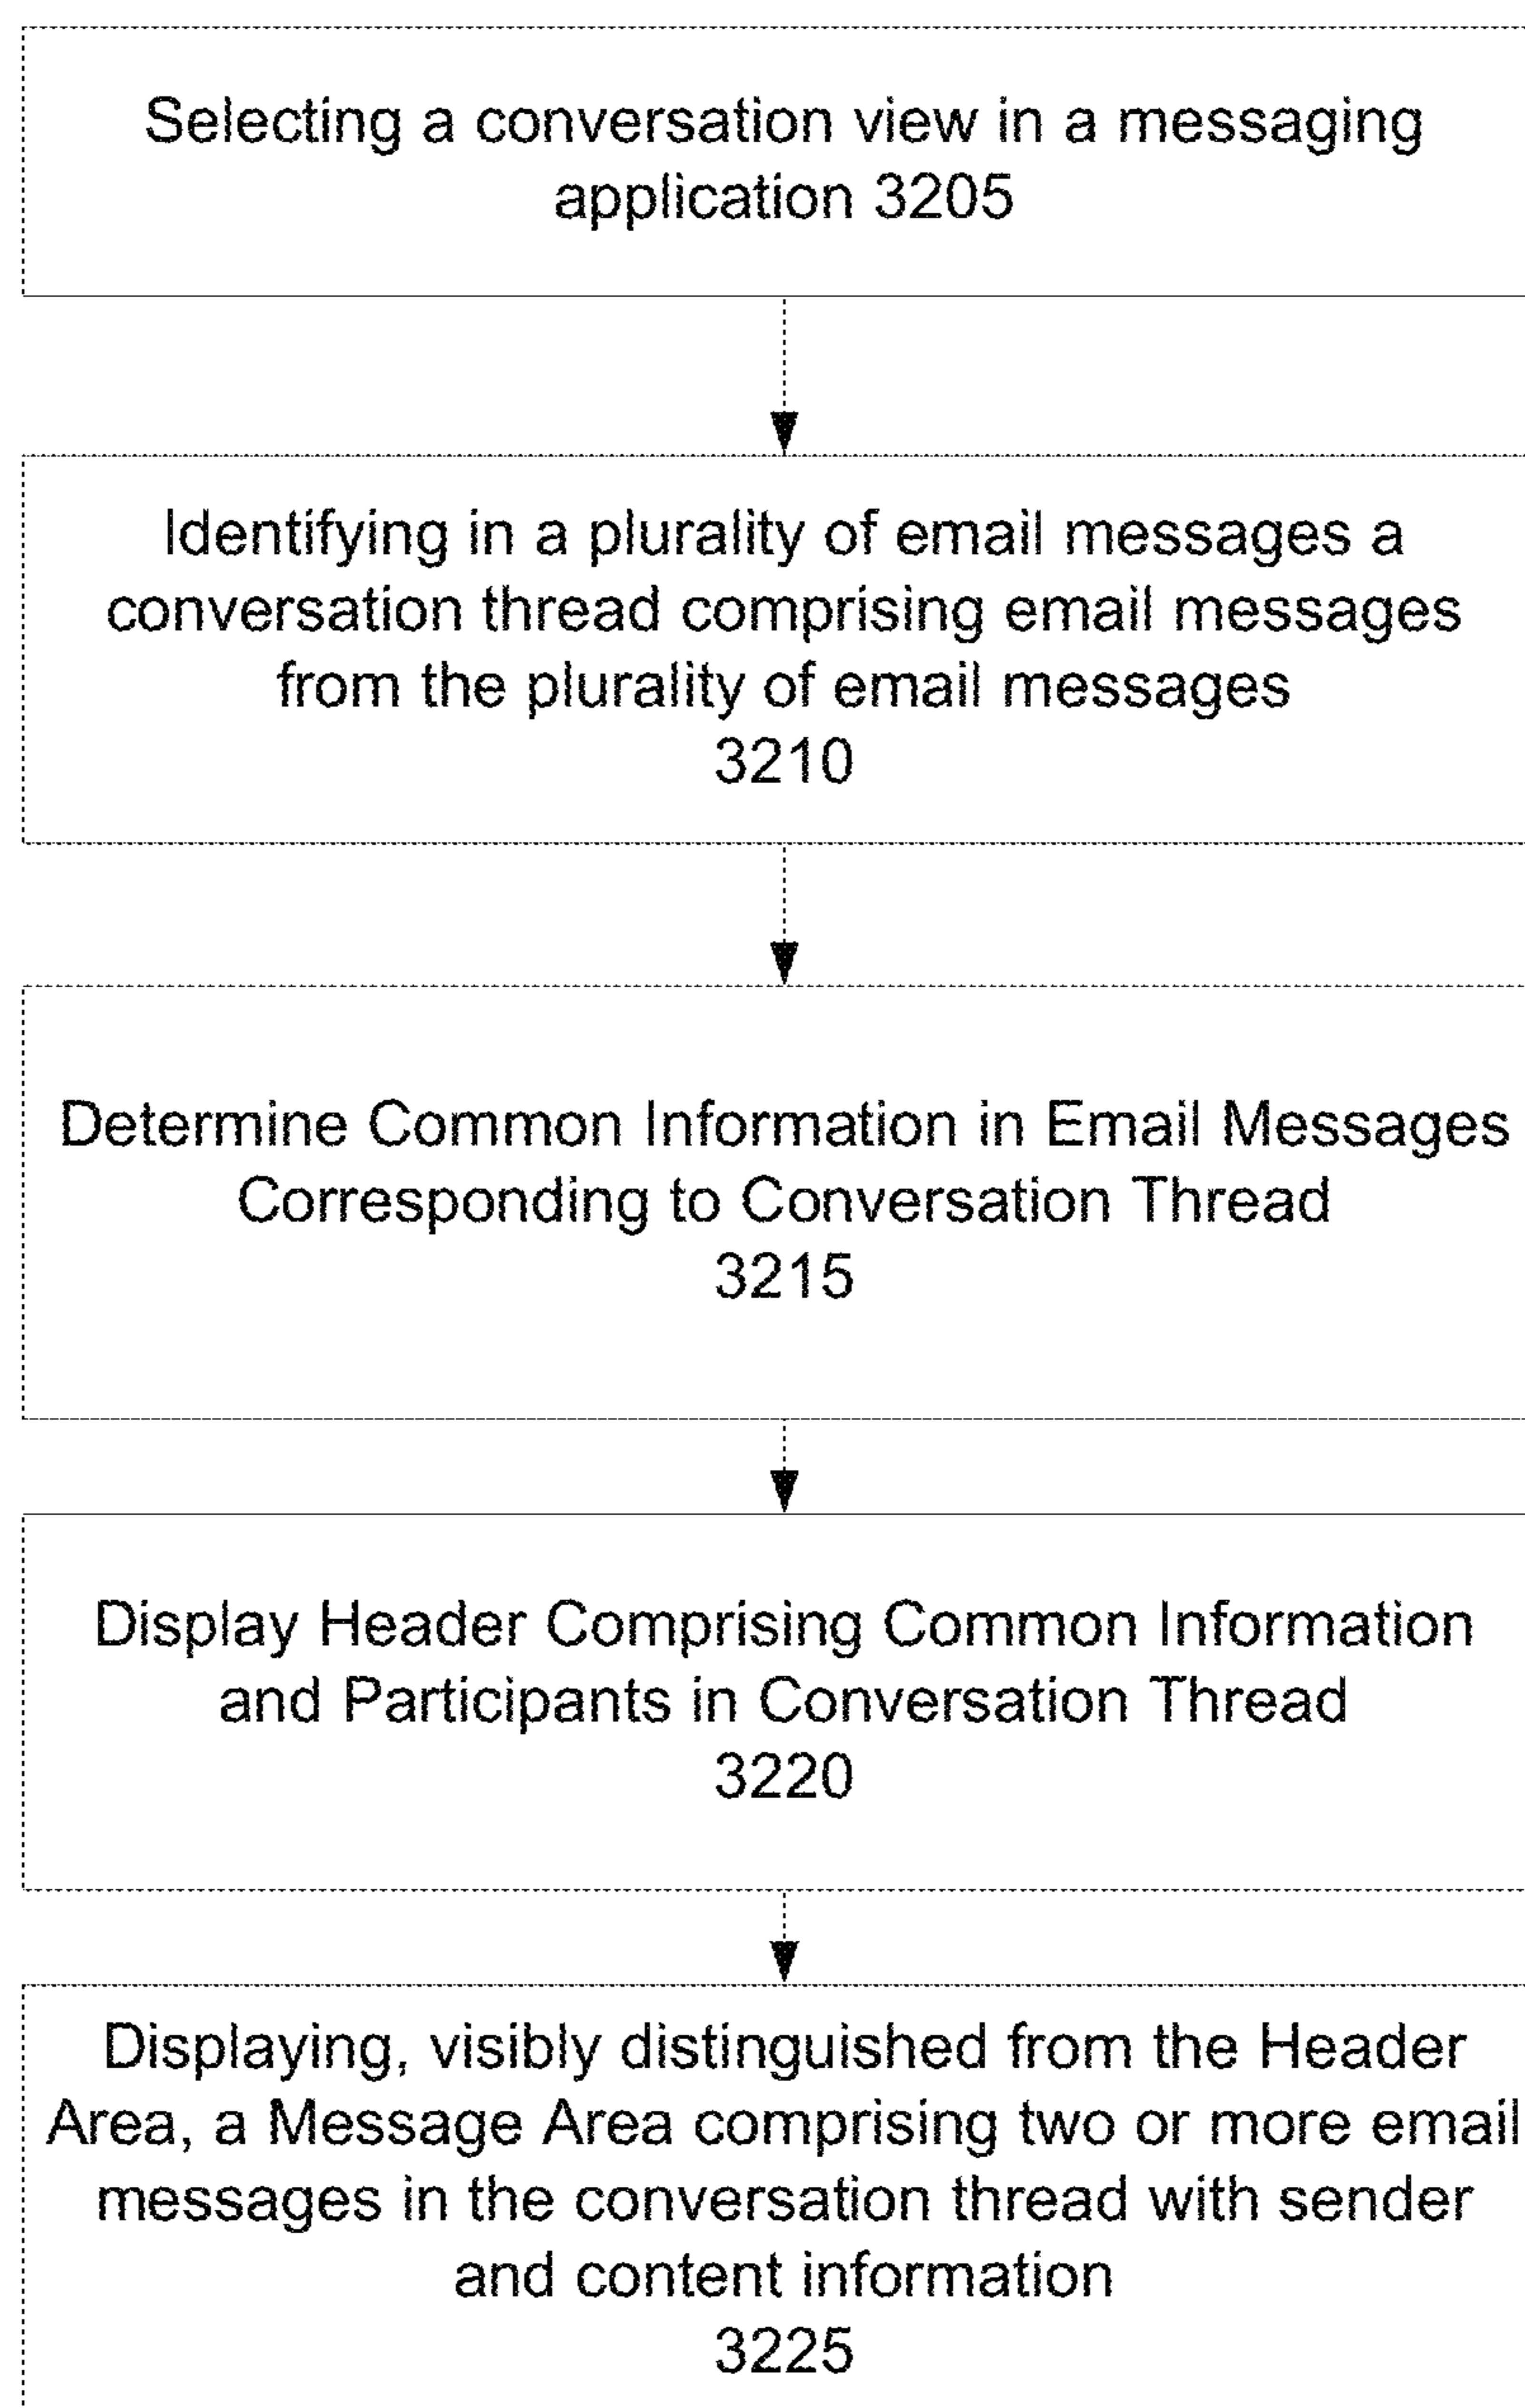 Selecting a conversation view in a messaging
application 3205
Identifying in a plurality of email messages a
conversation thread comprising email messages
from the plurality of email messages
3210
Determine Common Information in Email Messages
Corresponding to Conversation Thread
3215
Display Header Comprising Common Information
and Participants in Conversation Thread
3220
Displaying, visibly distinguished from the Header
Area, a Message Area comprising two or more email
messages in the conversation thread with sender
and content information
3225